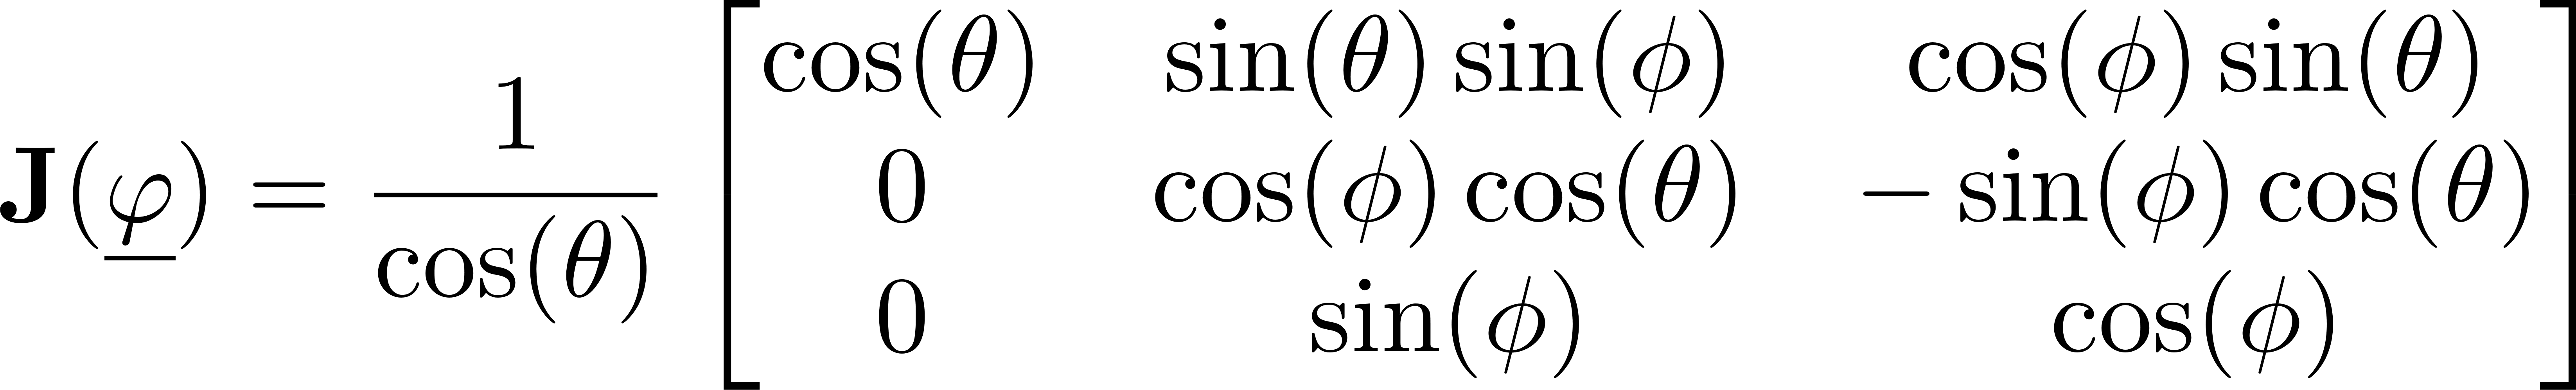 J(φ) = 1/cos(θ) [cos(θ) sin(θ) sin(ϕ) cos(ϕ) sin(θ)
0 cos(ϕ) cos(θ) − sin(ϕ) cos(θ)
0 sin(ϕ) cos(ϕ)]